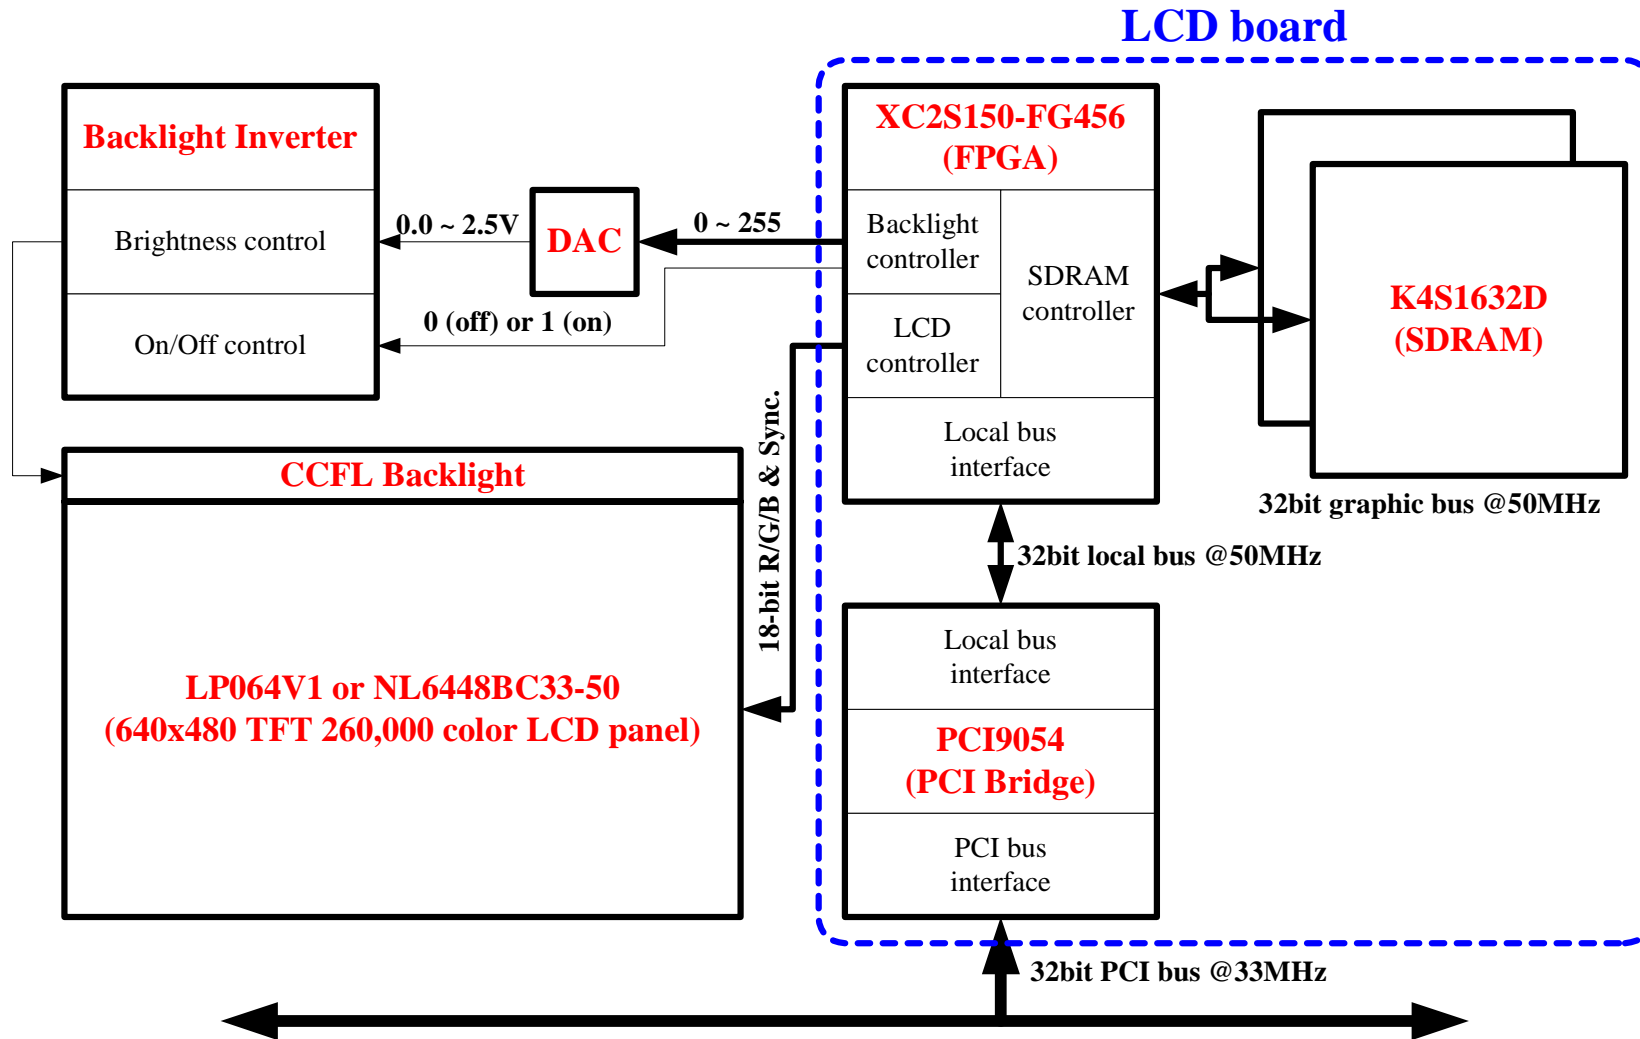 LCD board
Backlight Inverter
Brightness control
On/Off control
0.0 ~ 2.5V
DAC
0 ~ 255
0 (off) or 1 (on)
XC2S150-FG456
(FPGA)
Backlight
controller
SDRAM
controller
LCD
controller
Local bus
interface
K4S1632D
(SDRAM)
32bit graphic bus @50MHz
CCFL Backlight
18-bit R/G/B & Sync.
LP064V1 or NL6448BC33-50
(640x480 TFT 260,000 color LCD panel)
32bit local bus @50MHz
Local bus
interface
PCI9054
(PCI Bridge)
PCI bus
interface
32bit PCI bus @33MHz